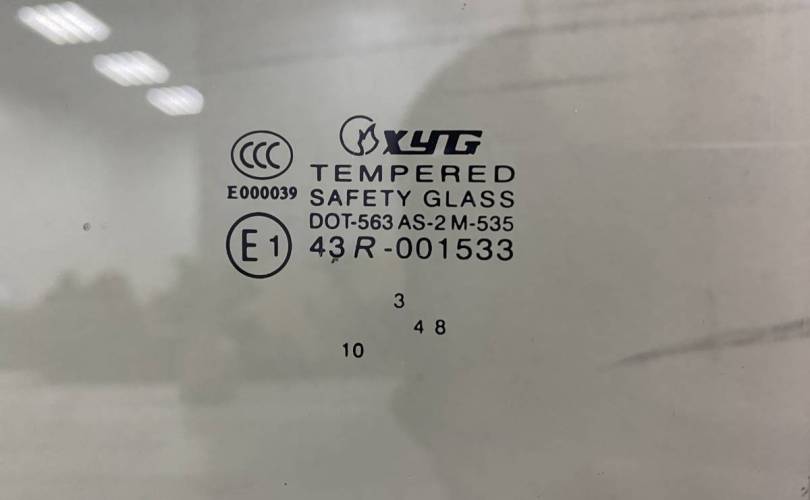 XYG
CCC
TEMPERED
E000039
SAFETY GLASS
DOT-563 AS-2 M-535
E1 43R-001533
3
4 8
10